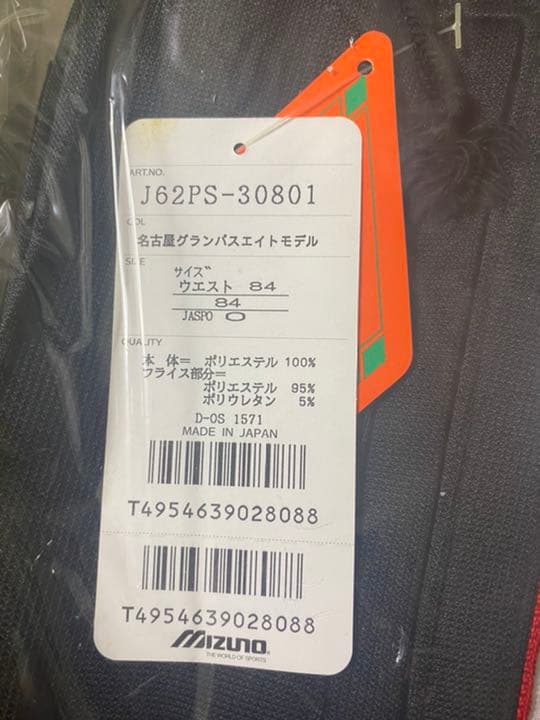 ART.NO.
J62PS-30801
COL
名古屋グランパスエイトモデル
SIZE
サイズ
ウエスト 84
84
JASPO O
QUALITY
本 体= ポリエステル 100%
フライス部分=
ポリエステル 95%
ポリウレタン 5%
D-OS 1571
MADE IN JAPAN
T4954639028088
T4954639028088
MIZUNO
THE WORLD OF SPORTS